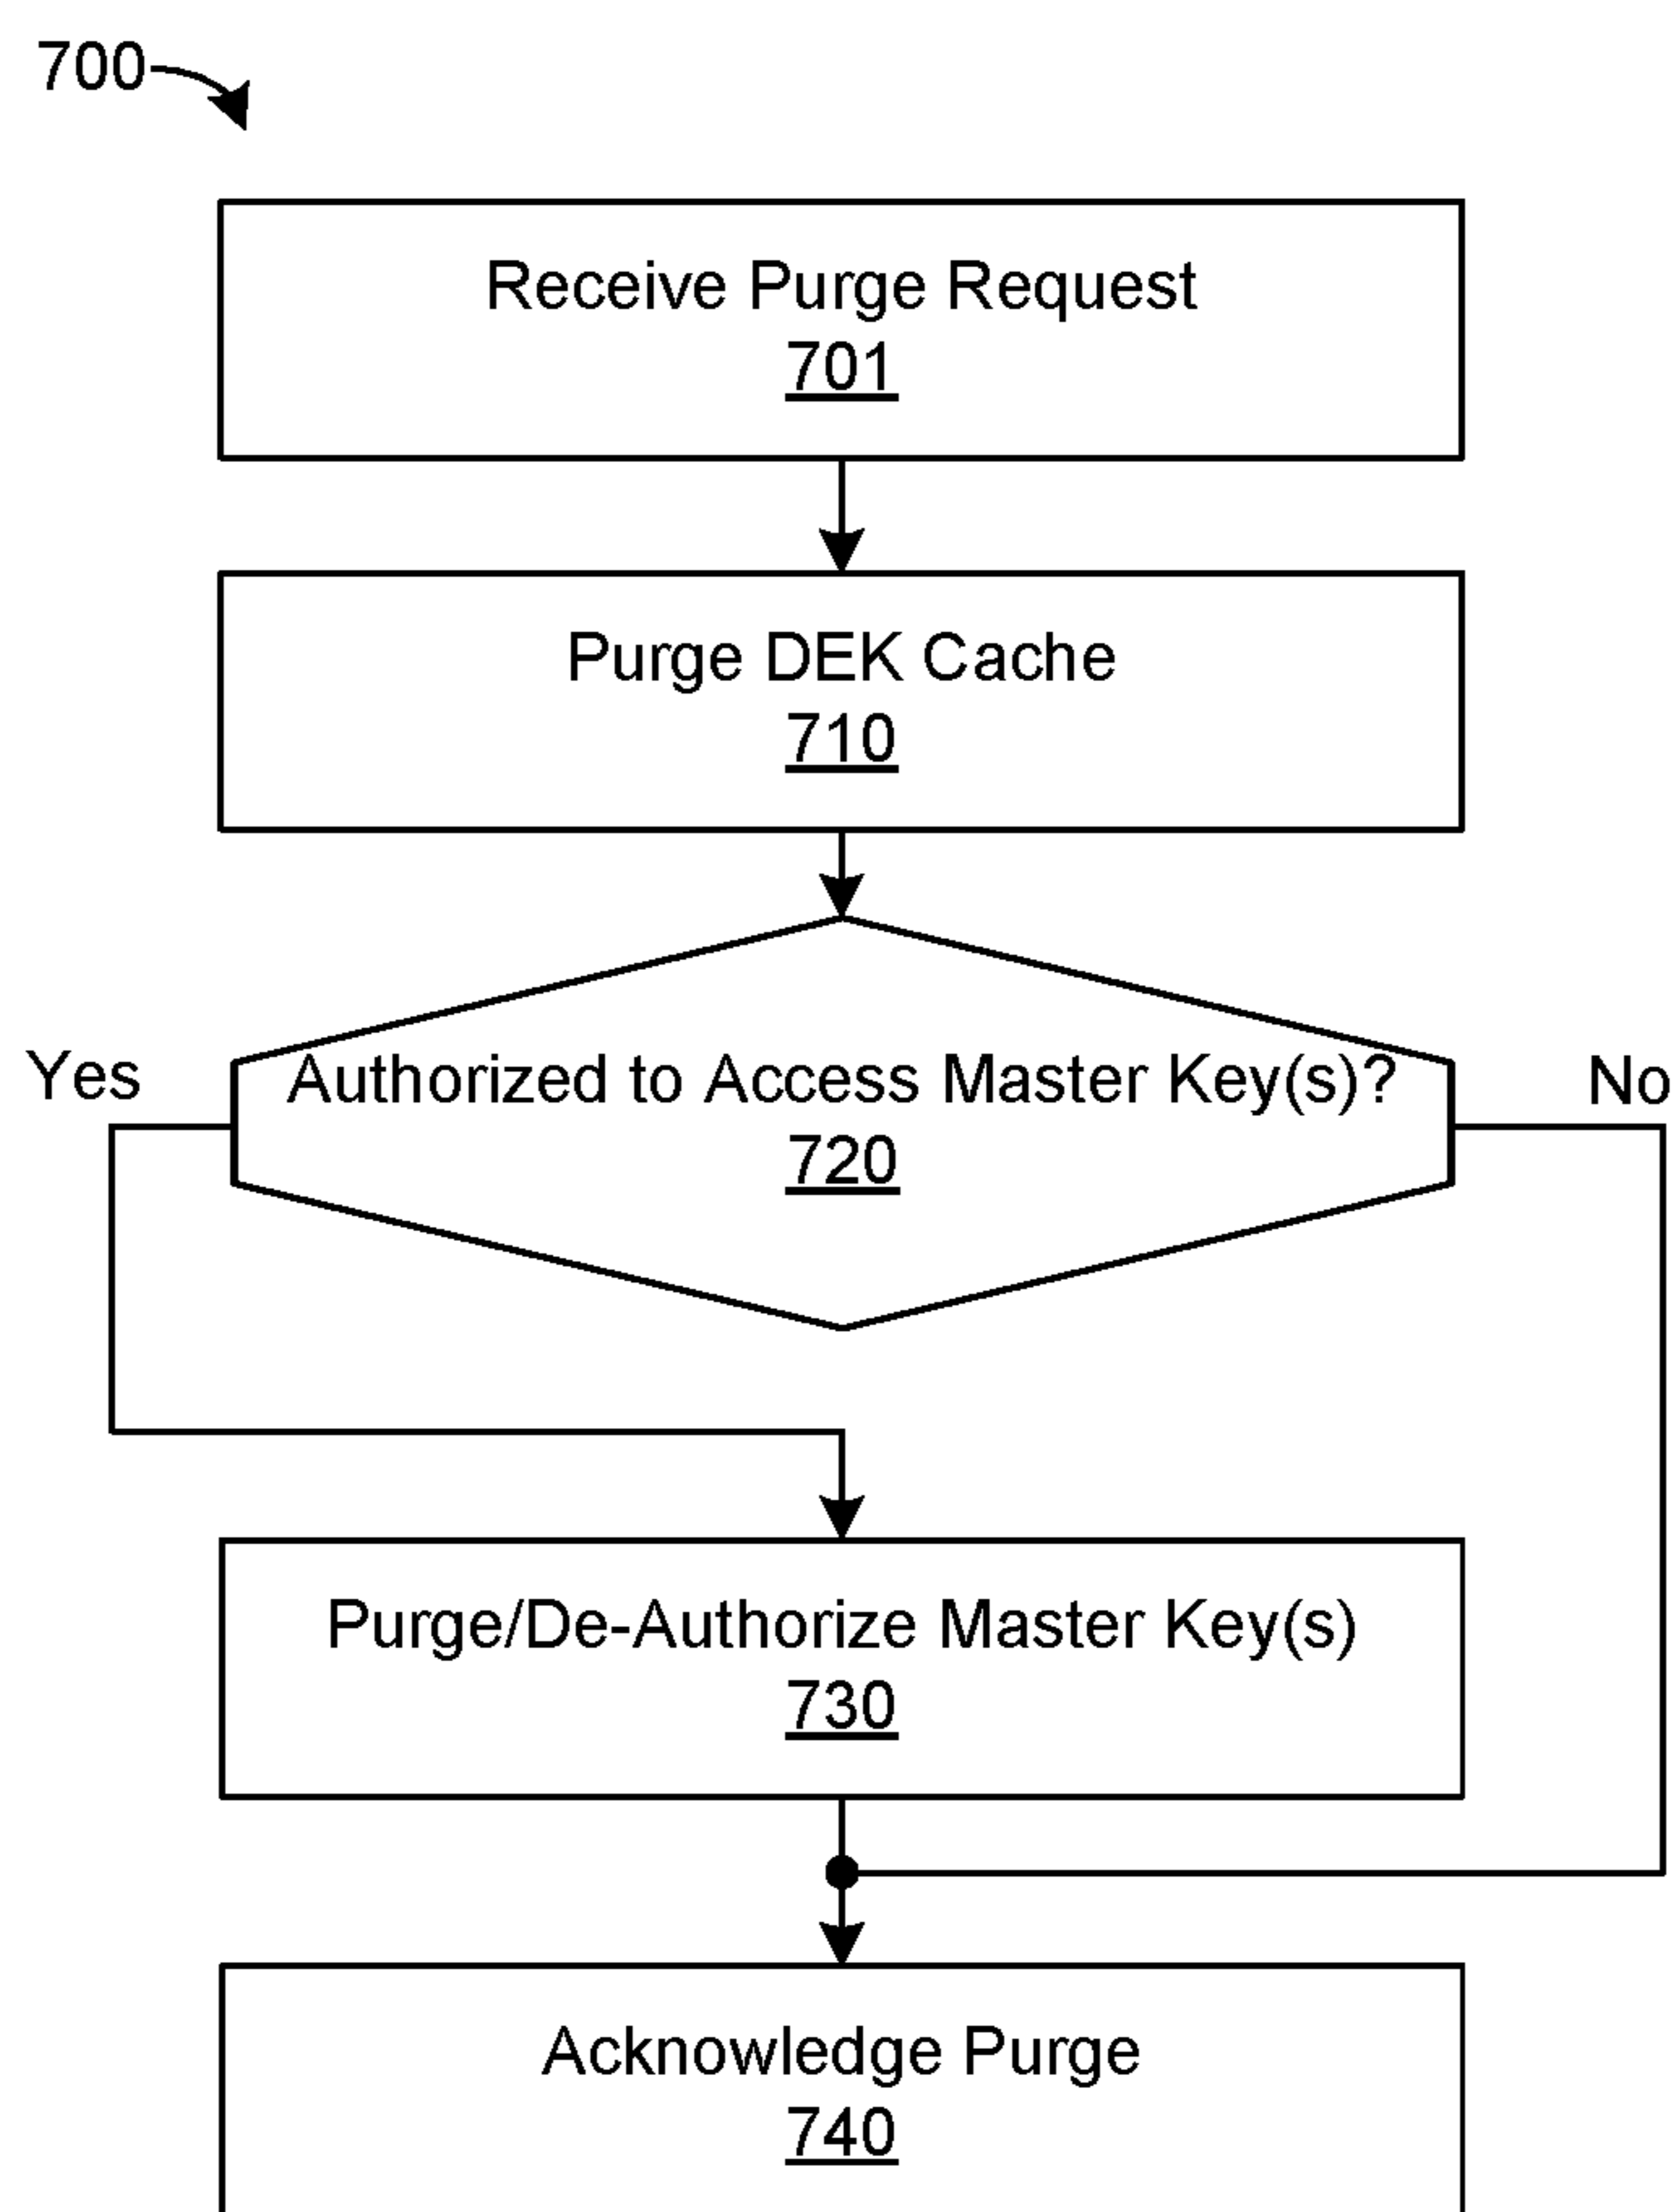 700
Receive Purge Request
701
Purge DEK Cache
710
Yes
Authorized to Access Master Key(s)?
No
720
Purge/De-Authorize Master Key(s)
730
Acknowledge Purge
740